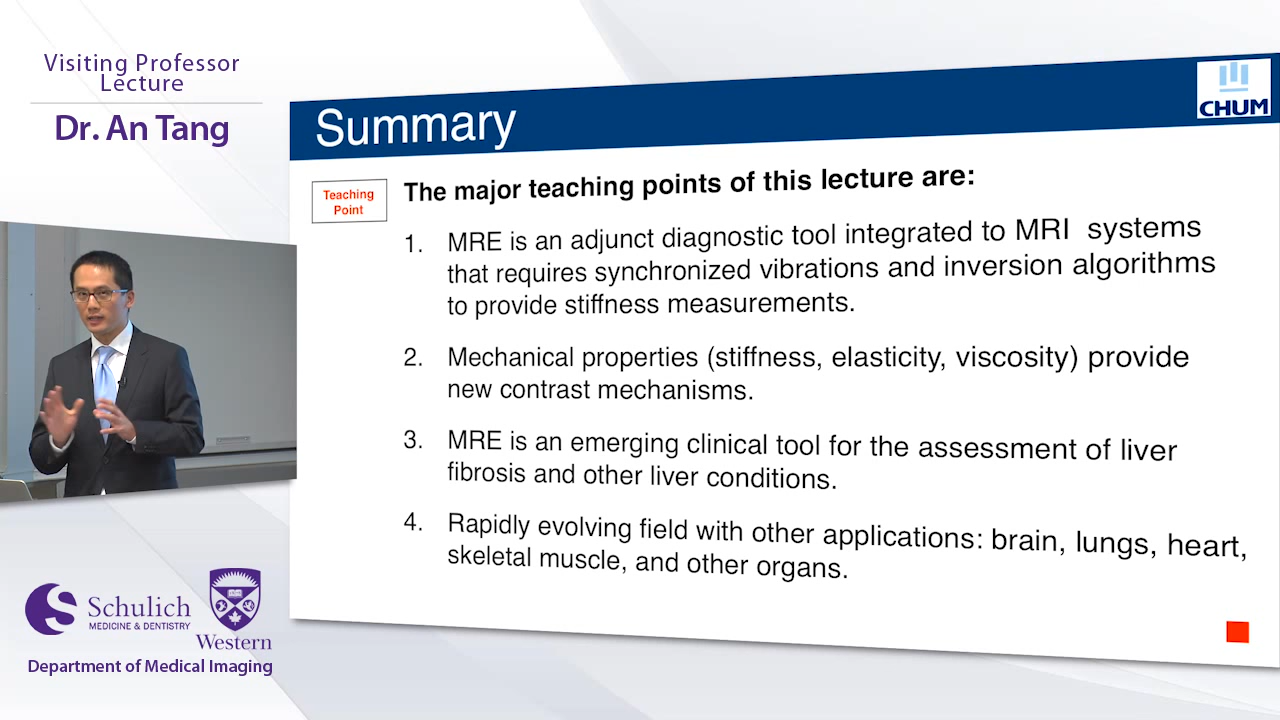 Visiting Professor
Lecture
Dr. An Tang
Summary
CHUM
Teaching
Point
The major teaching points of this lecture are:
1. MRE is an adjunct diagnostic tool integrated to MRI systems
that requires synchronized vibrations and inversion algorithms
to provide stiffness measurements.
2. Mechanical properties (stiffness, elasticity, viscosity) provide
new contrast mechanisms.
3. MRE is an emerging clinical tool for the assessment of liver
fibrosis and other liver conditions.
4. Rapidly evolving field with other applications: brain, lungs, heart,
skeletal muscle, and other organs.
Schulich
MEDICINE & DENTISTRY
Western
Department of Medical Imaging